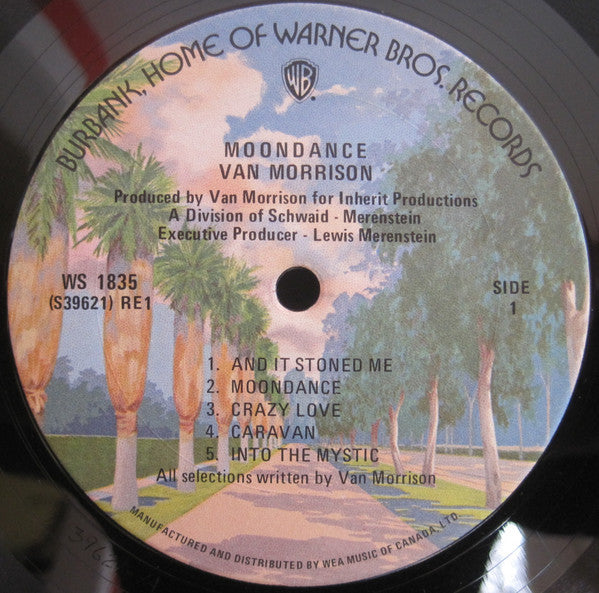 BURBANK, HOME OF WARNER BROS. RECORDS
WB
MOONDANCE
VAN MORRISON
Produced by Van Morrison for Inherit Productions
A Division of Schwaid - Merenstein
Executive Producer - Lewis Merenstein
WS 1835
(S39621) RE1
SIDE
1
1. AND IT STONED ME
2. MOONDANCE
3. CRAZY LOVE
4. CARAVAN
5. INTO THE MYSTIC
All selections written by Van Morrison
MANUFACTURED AND DISTRIBUTED BY WEA MUSIC OF CANADA, LTD.